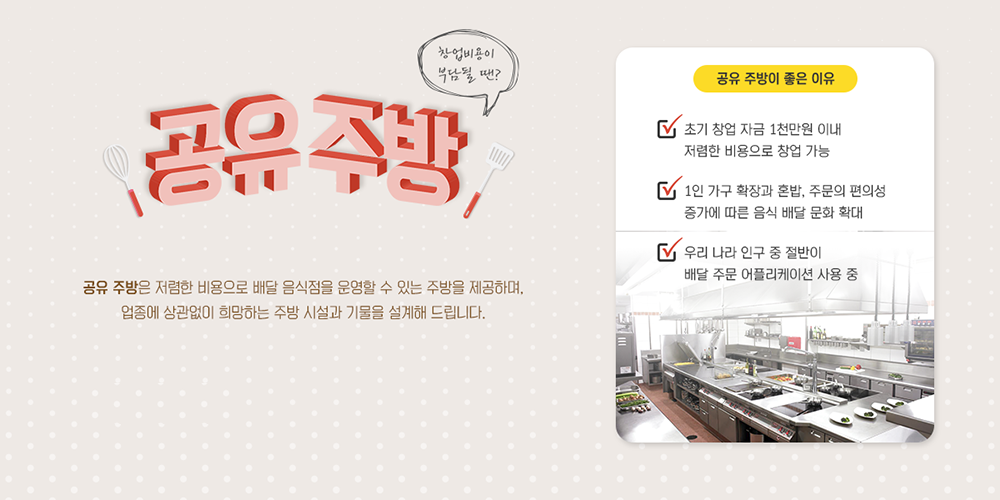 창업비용이
부담될 땐?
공유주방
공유 주방은 저렴한 비용으로 배달 음식점을 운영할 수 있는 주방을 제공하며,
업종에 상관없이 희망하는 주방 시설과 기물을 설계해 드립니다.
공유 주방이 좋은 이유
초기 창업 자금 1천만원 이내
저렴한 비용으로 창업 가능
1인 가구 확장과 혼밥, 주문의 편의성
증가에 따른 음식 배달 문화 확대
우리 나라 인구 중 절반이
배달 주문 어플리케이션 사용 중